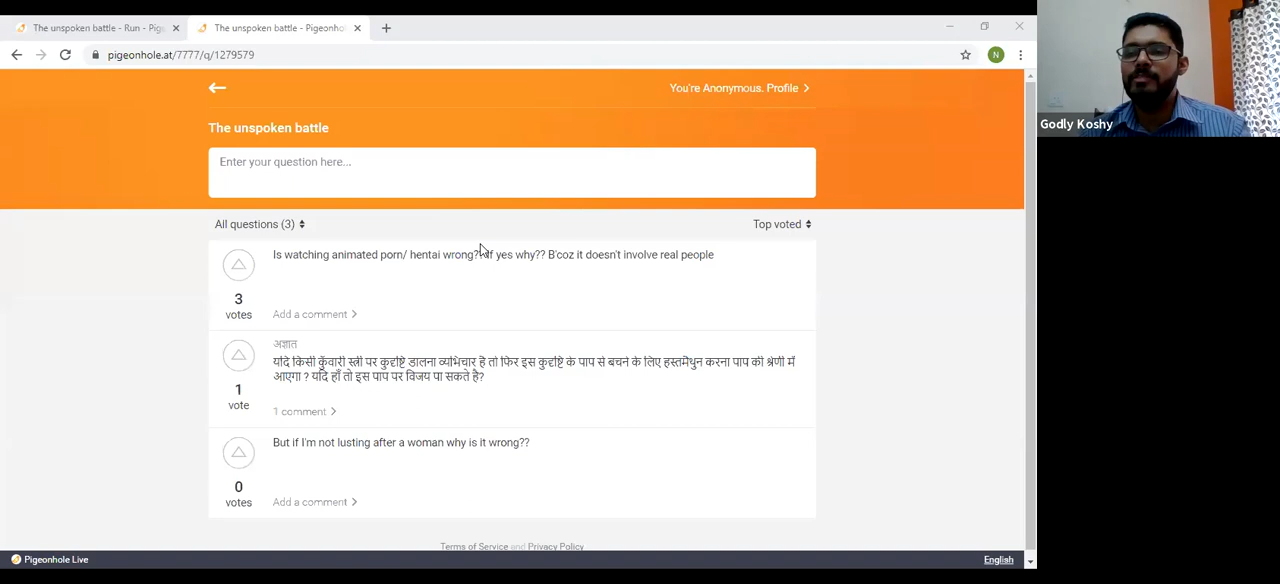 The unspoken battle - Run - Pig
The unspoken battle - Pigeonhol
pigeonhole.at/7777/q/1279579
N
You're Anonymous. Profile
Godly Koshy
The unspoken battle
Enter your question here...
All questions (3)
Top voted
Is watching animated porn/ hentai wrong?? If yes why?? B'coz it doesn't involve real people
3
votes
Add a comment
अज्ञात
यदि किसी कुँवारी स्त्री पर कुदृष्टि डालना व्यभिचार है तो फिर इस कुदृष्टि के पाप से बचने के लिए हस्तमैथुन करना पाप की श्रेणी में
आएगा ? यदि हाँ तो इस पाप पर विजय पा सकते है?
1
vote
1 comment
But if I'm not lusting after a woman why is it wrong??
0
votes
Add a comment
Terms of Service and Privacy Policy
Pigeonhole Live
English